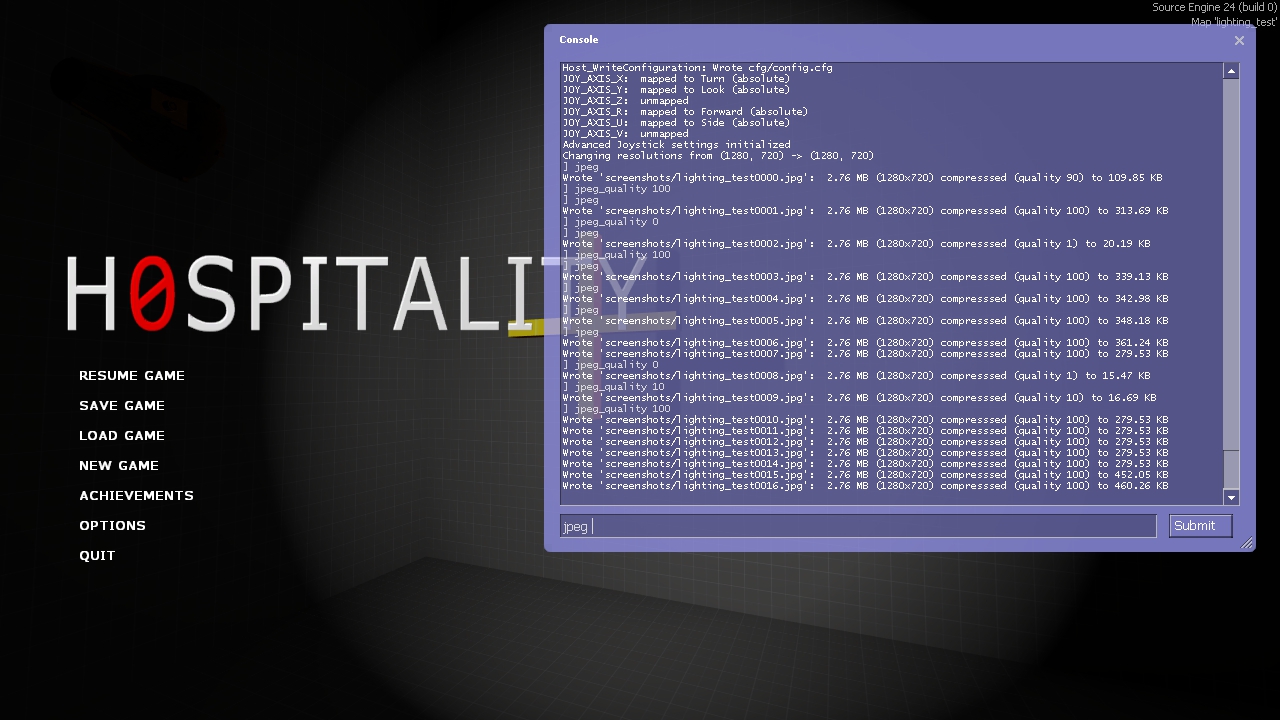 Source Engine 24 (build 0)
Map 'lighting_test'
Console
Host_WriteConfiguration: Wrote cfg/config.cfg
JOY_AXIS_X:  mapped to Turn (absolute)
JOY_AXIS_Y:  mapped to Look (absolute)
JOY_AXIS_Z:  unmapped
JOY_AXIS_R:  mapped to Forward (absolute)
JOY_AXIS_U:  mapped to Side (absolute)
JOY_AXIS_V:  unmapped
Advanced Joystick settings initialized
Changing resolutions from (1280, 720) -> (1280, 720)
] jpeg
Wrote 'screenshots/lighting_test0000.jpg':  2.76 MB (1280x720) compresssed (quality 90) to 109.85 KB
] jpeg_quality 100
] jpeg
Wrote 'screenshots/lighting_test0001.jpg':  2.76 MB (1280x720) compresssed (quality 100) to 313.69 KB
] jpeg_quality 0
] jpeg
Wrote 'screenshots/lighting_test0002.jpg':  2.76 MB (1280x720) compresssed (quality 1) to 20.19 KB
] jpeg_quality 100
] jpeg
Wrote 'screenshots/lighting_test0003.jpg':  2.76 MB (1280x720) compresssed (quality 100) to 339.13 KB
] jpeg
Wrote 'screenshots/lighting_test0004.jpg':  2.76 MB (1280x720) compresssed (quality 100) to 342.98 KB
] jpeg
Wrote 'screenshots/lighting_test0005.jpg':  2.76 MB (1280x720) compresssed (quality 100) to 348.18 KB
] jpeg
Wrote 'screenshots/lighting_test0006.jpg':  2.76 MB (1280x720) compresssed (quality 100) to 361.24 KB
Wrote 'screenshots/lighting_test0007.jpg':  2.76 MB (1280x720) compresssed (quality 100) to 279.53 KB
] jpeg_quality 0
Wrote 'screenshots/lighting_test0008.jpg':  2.76 MB (1280x720) compresssed (quality 1) to 15.47 KB
] jpeg_quality 10
Wrote 'screenshots/lighting_test0009.jpg':  2.76 MB (1280x720) compresssed (quality 10) to 16.69 KB
] jpeg_quality 100
Wrote 'screenshots/lighting_test0010.jpg':  2.76 MB (1280x720) compresssed (quality 100) to 279.53 KB
Wrote 'screenshots/lighting_test0011.jpg':  2.76 MB (1280x720) compresssed (quality 100) to 279.53 KB
Wrote 'screenshots/lighting_test0012.jpg':  2.76 MB (1280x720) compresssed (quality 100) to 279.53 KB
Wrote 'screenshots/lighting_test0013.jpg':  2.76 MB (1280x720) compresssed (quality 100) to 279.53 KB
Wrote 'screenshots/lighting_test0014.jpg':  2.76 MB (1280x720) compresssed (quality 100) to 279.53 KB
Wrote 'screenshots/lighting_test0015.jpg':  2.76 MB (1280x720) compresssed (quality 100) to 452.05 KB
Wrote 'screenshots/lighting_test0016.jpg':  2.76 MB (1280x720) compresssed (quality 100) to 460.26 KB
jpeg
Submit
H0SPITALITY
RESUME GAME
SAVE GAME
LOAD GAME
NEW GAME
ACHIEVEMENTS
OPTIONS
QUIT